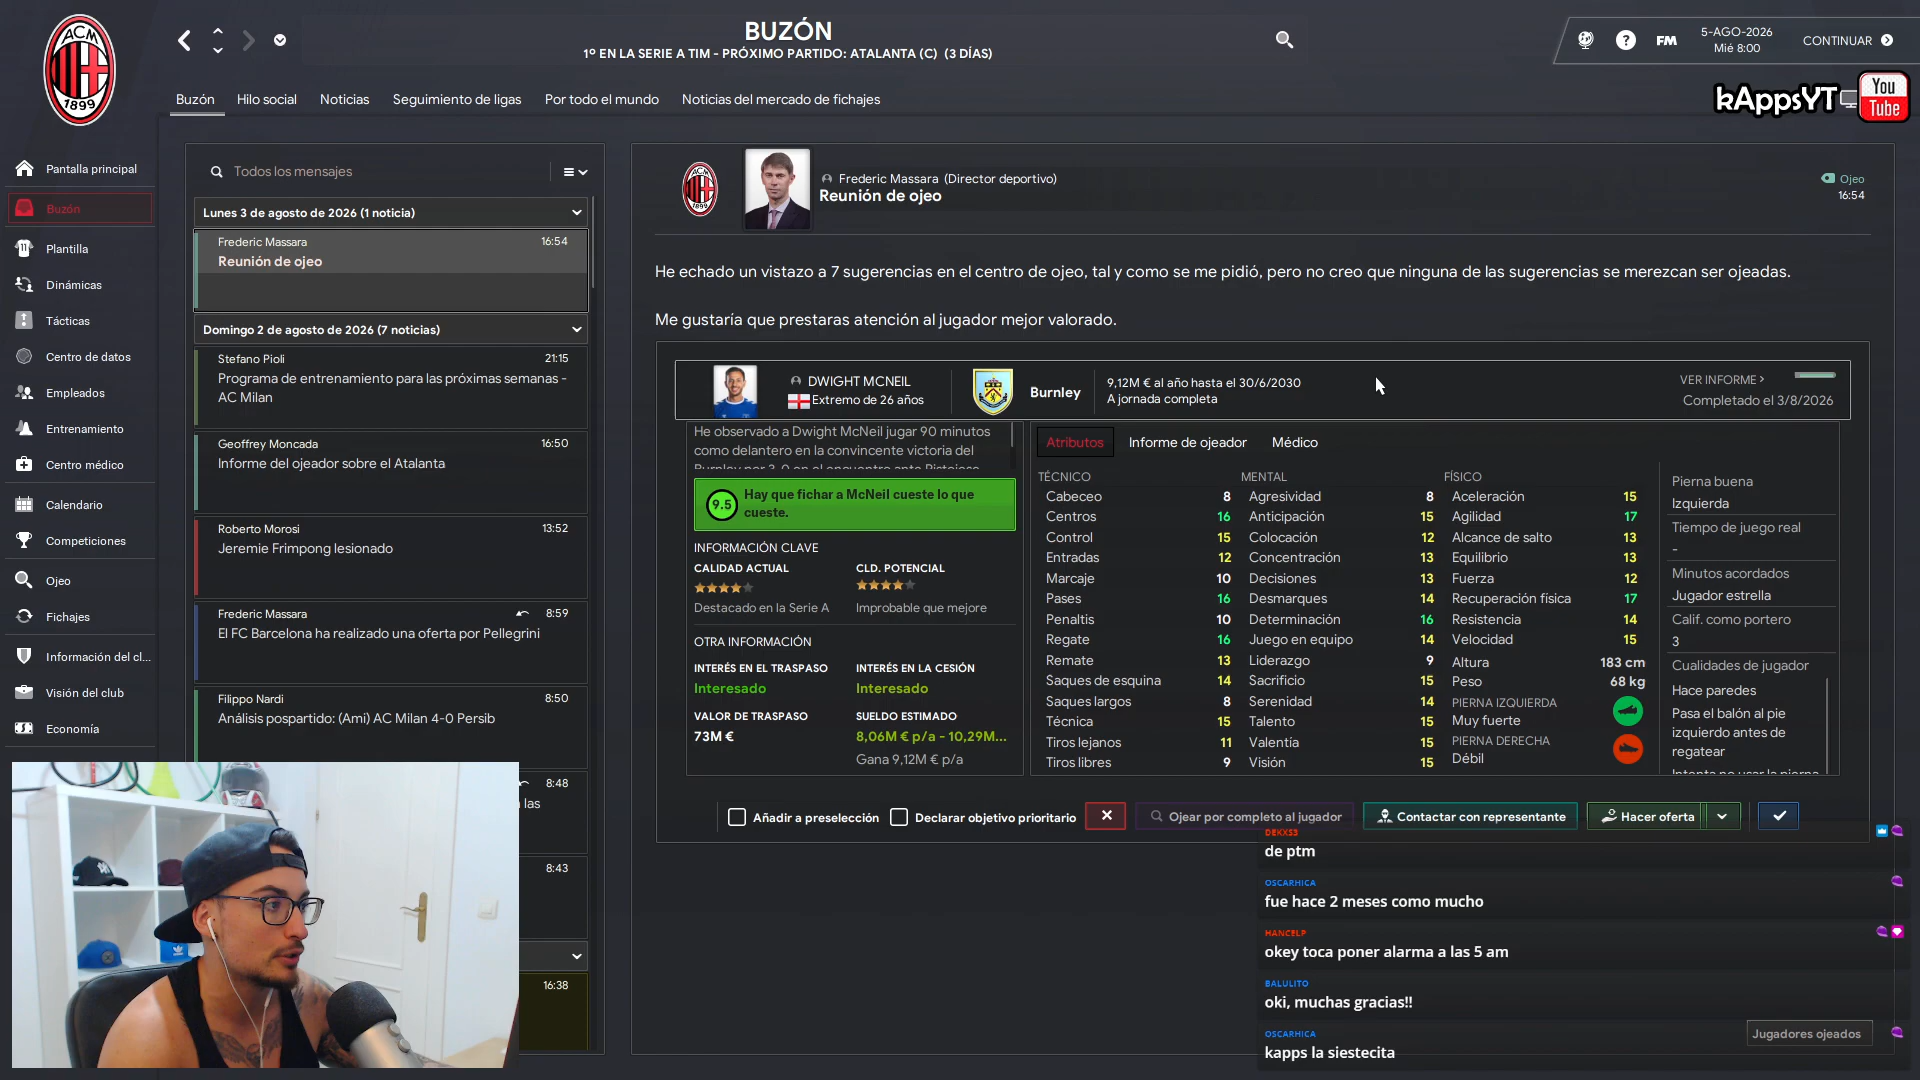 BUZÓN
1º EN LA SERIE A TIM - PRÓXIMO PARTIDO: ATALANTA (C) (3 DÍAS)
FM
5-AGO-2026
Mié 8:00
CONTINUAR
ACM
1899
kAppsYT
You
Tube
Buzón
Hilo social
Noticias
Seguimiento de ligas
Por todo el mundo
Noticias del mercado de fichajes
Pantalla principal
Buzón
Plantilla
Dinámicas
Tácticas
Centro de datos
Empleados
Entrenamiento
Centro médico
Calendario
Competiciones
Ojeo
Fichajes
Información del cl...
Visión del club
Economía
Todos los mensajes
Lunes 3 de agosto de 2026 (1 noticia)
Frederic Massara 16:54
Reunión de ojeo
Domingo 2 de agosto de 2026 (7 noticias)
Stefano Pioli 21:15
Programa de entrenamiento para las próximas semanas -
AC Milan
Geoffrey Moncada 16:50
Informe del ojeador sobre el Atalanta
Roberto Morosi 13:52
Jeremie Frimpong lesionado
Frederic Massara 8:59
El FC Barcelona ha realizado una oferta por Pellegrini
Filippo Nardi 8:50
Análisis pospartido: (Ami) AC Milan 4-0 Persib
8:48
las
8:43
16:38
Frederic Massara (Director deportivo)
Reunión de ojeo
Ojeo
16:54
He echado un vistazo a 7 sugerencias en el centro de ojeo, tal y como se me pidió, pero no creo que ninguna de las sugerencias se merezcan ser ojeadas.
Me gustaría que prestaras atención al jugador mejor valorado.
DWIGHT MCNEIL
Extremo de 26 años
Burnley
9,12M € al año hasta el 30/6/2030
A jornada completa
VER INFORME >
Completado el 3/8/2026
He observado a Dwight McNeil jugar 90 minutos
como delantero en la convincente victoria del
Burnley por 3-0 en el encuentro ante Pistoiese
9.5
Hay que fichar a McNeil cueste lo que
cueste.
INFORMACIÓN CLAVE
CALIDAD ACTUAL CLD. POTENCIAL
Destacado en la Serie A Improbable que mejore
OTRA INFORMACIÓN
INTERÉS EN EL TRASPASO INTERÉS EN LA CESIÓN
Interesado Interesado
VALOR DE TRASPASO SUELDO ESTIMADO
73M € 8,06M € p/a - 10,29M...
Gana 9,12M € p/a
Atributos Informe de ojeador Médico
TÉCNICO MENTAL FÍSICO
Cabeceo 8 Agresividad 8 Aceleración 15
Centros 16 Anticipación 15 Agilidad 17
Control 15 Colocación 12 Alcance de salto 13
Entradas 12 Concentración 13 Equilibrio 13
Marcaje 10 Decisiones 13 Fuerza 12
Pases 16 Desmarques 14 Recuperación física 17
Penaltis 10 Determinación 16 Resistencia 14
Regate 16 Juego en equipo 14 Velocidad 15
Remate 13 Liderazgo 9 Altura 183 cm
Saques de esquina 14 Sacrificio 15 Peso 68 kg
Saques largos 8 Serenidad 14 PIERNA IZQUIERDA
Técnica 15 Talento 15 Muy fuerte
Tiros lejanos 11 Valentía 15 PIERNA DERECHA
Tiros libres 9 Visión 15 Débil
Pierna buena
Izquierda
Tiempo de juego real
-
Minutos acordados
Jugador estrella
Calif. como portero
3
Cualidades de jugador
Hace paredes
Pasa el balón al pie
izquierdo antes de
regatear
Intenta no usar la pierna
Añadir a preselección
Declarar objetivo prioritario
Ojear por completo al jugador
Contactar con representante
Hacer oferta
DEKXS3
de ptm
OSCARHICA
fue hace 2 meses como mucho
HANCELP
okey toca poner alarma a las 5 am
BALULITO
oki, muchas gracias!!
OSCARHICA
kapps la siestecita
Jugadores ojeados